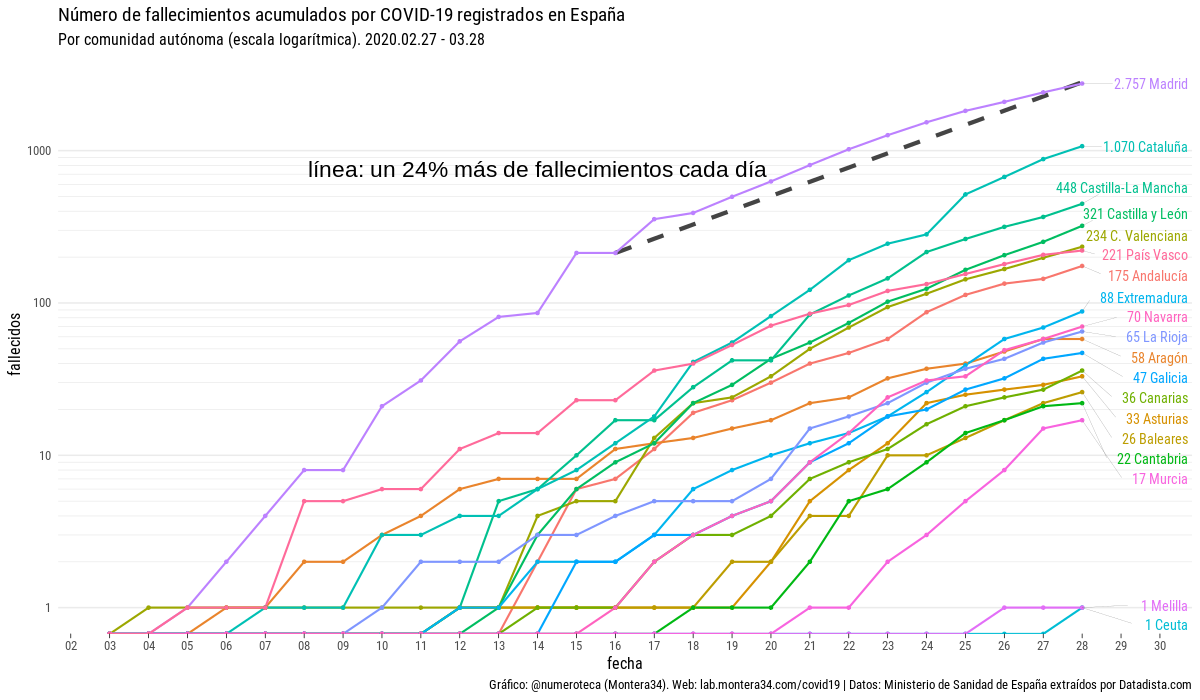 Número de fallecimientos acumulados por COVID-19 registrados en España
Por comunidad autónoma (escala logarítmica). 2020.02.27 - 03.28
2.757 Madrid
1000
línea: un 24% más de fallecimientos cada día
1.070 Cataluña
448 Castilla-La Mancha
321 Castilla y León
234 C. Valenciana
221 País Vasco
175 Andalucía
100
88 Extremadura
70 Navarra
65 La Rioja
58 Aragón
47 Galicia
36 Canarias
33 Asturias
26 Baleares
10
22 Cantabria
17 Murcia
1
1 Melilla
1 Ceuta
fallecidos
02 03 04 05 06 07 08 09 10 11 12 13 14 15 16 17 18 19 20 21 22 23 24 25 26 27 28 29 30
fecha
Gráfico: @numeroteca (Montera34). Web: lab.montera34.com/covid19 | Datos: Ministerio de Sanidad de España extraídos por Datadista.com